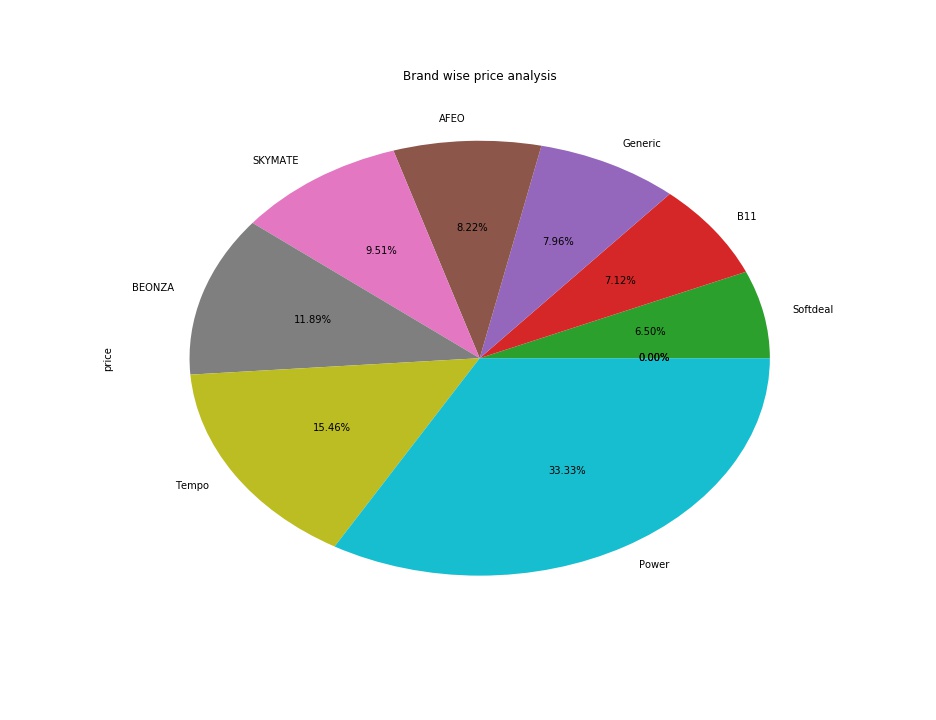 Brand wise price analysis
AFEO
Generic
SKYMATE
B11
8.22%
7.96%
9.51%
7.12%
BEONZA
Softdeal
11.89%
6.50%
0.00%
price
15.46%
33.33%
Tempo
Power